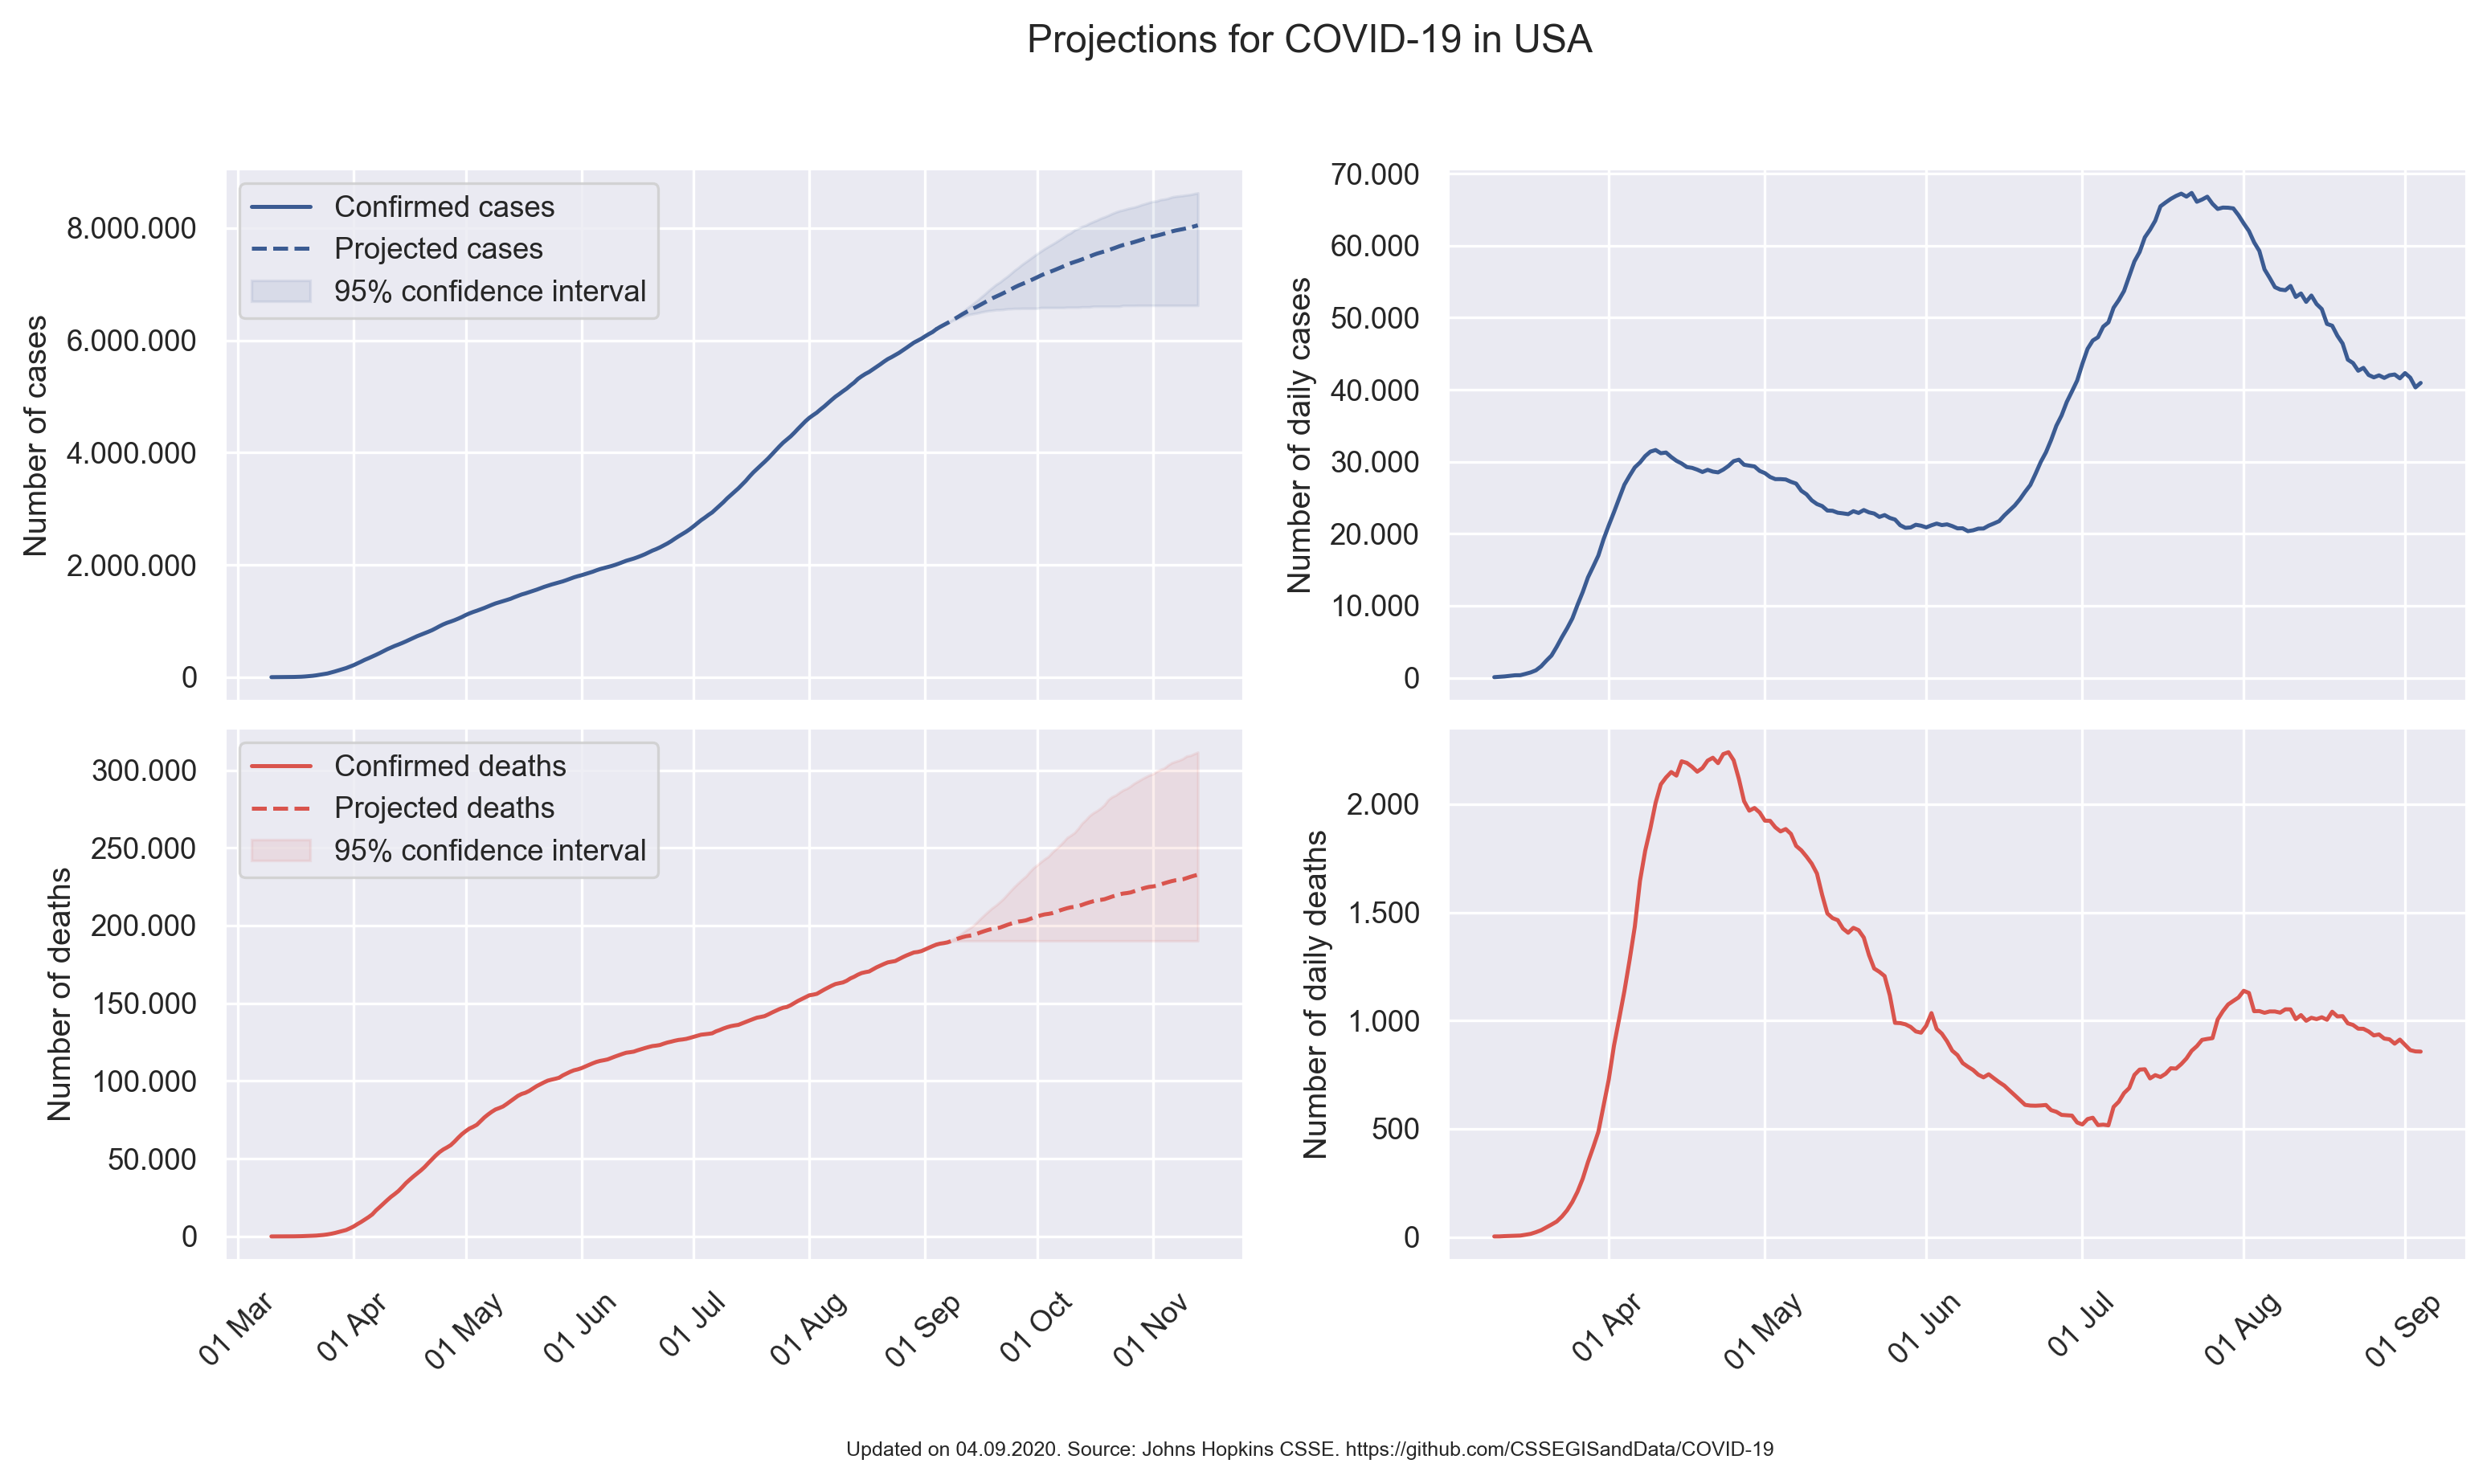 Projections for COVID-19 in USA
Number of cases
8.000.000
6.000.000
4.000.000
2.000.000
0
Confirmed cases
Projected cases
95% confidence interval
Number of daily cases
70.000
60.000
50.000
40.000
30.000
20.000
10.000
0
Number of deaths
300.000
250.000
200.000
150.000
100.000
50.000
0
Confirmed deaths
Projected deaths
95% confidence interval
01 Mar
01 Apr
01 May
01 Jun
01 Jul
01 Aug
01 Sep
01 Oct
01 Nov
Number of daily deaths
2.000
1.500
1.000
500
0
01 Apr
01 May
01 Jun
01 Jul
01 Aug
01 Sep
Updated on 04.09.2020. Source: Johns Hopkins CSSE. https://github.com/CSSEGISandData/COVID-19